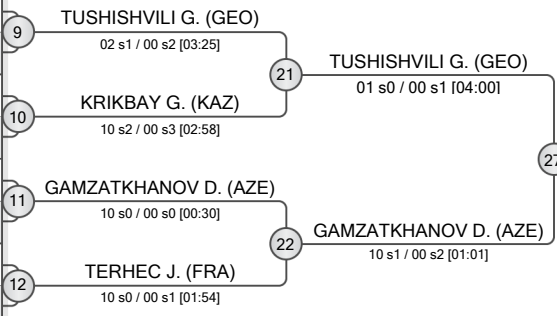 9
TUSHISHVILI G. (GEO)
02 s1 / 00 s2 [03:25]
21
TUSHISHVILI G. (GEO)
01 s0 / 00 s1 [04:00]
10
KRIKBAY G. (KAZ)
10 s2 / 00 s3 [02:58]
27
11
GAMZATKHANOV D. (AZE)
10 s0 / 00 s0 [00:30]
22
GAMZATKHANOV D. (AZE)
10 s1 / 00 s2 [01:01]
12
TERHEC J. (FRA)
10 s0 / 00 s1 [01:54]